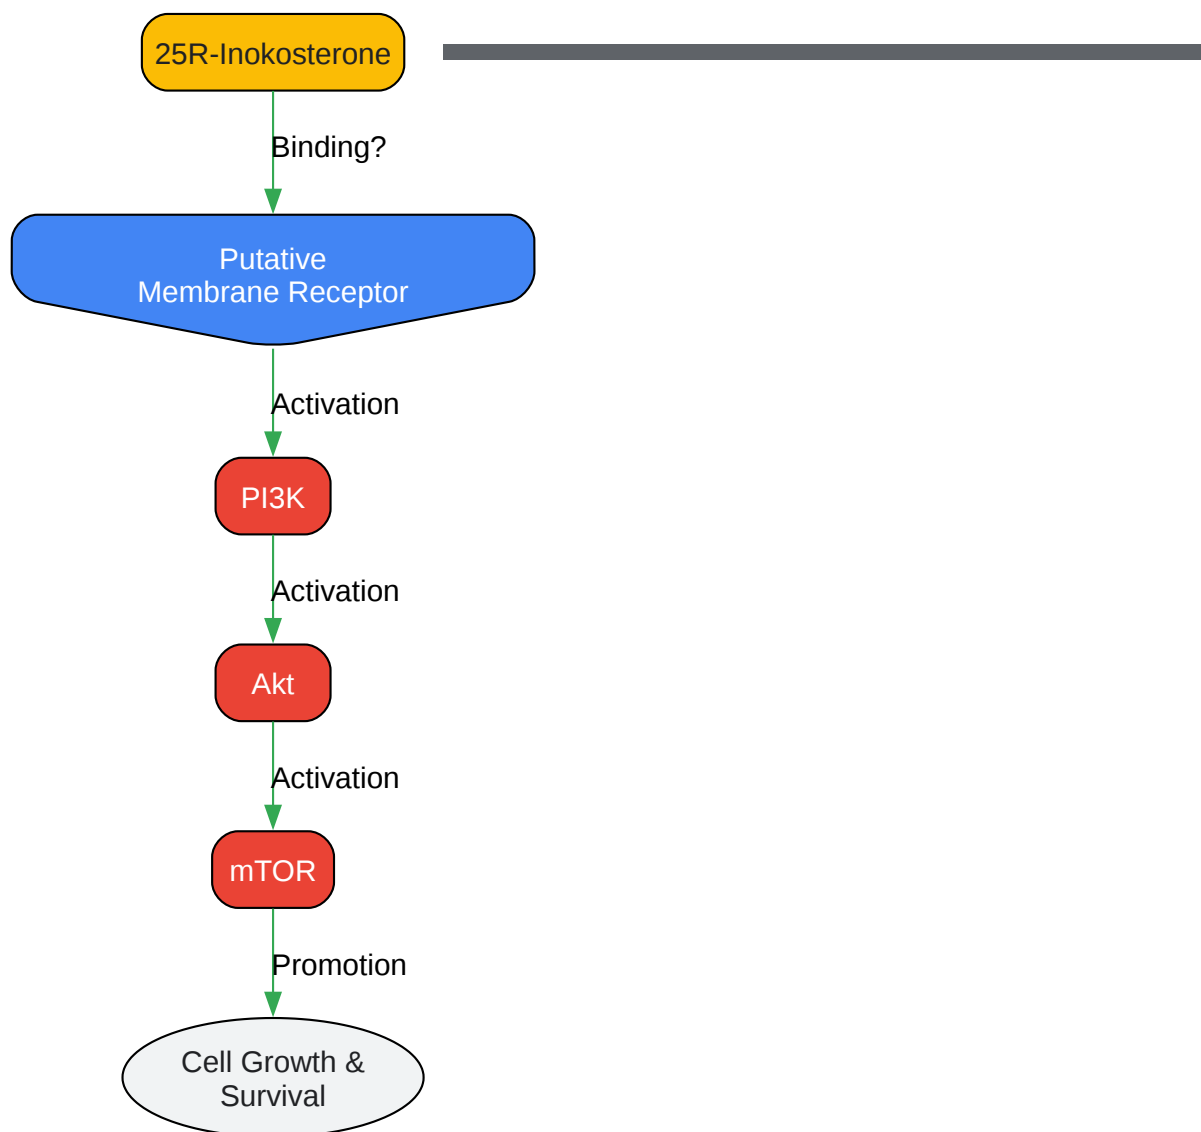 25R-Inokosterone
Binding?
Putative
Membrane Receptor
Activation
PI3K
Activation
Akt
Activation
mTOR
Promotion
Cell Growth &
Survival